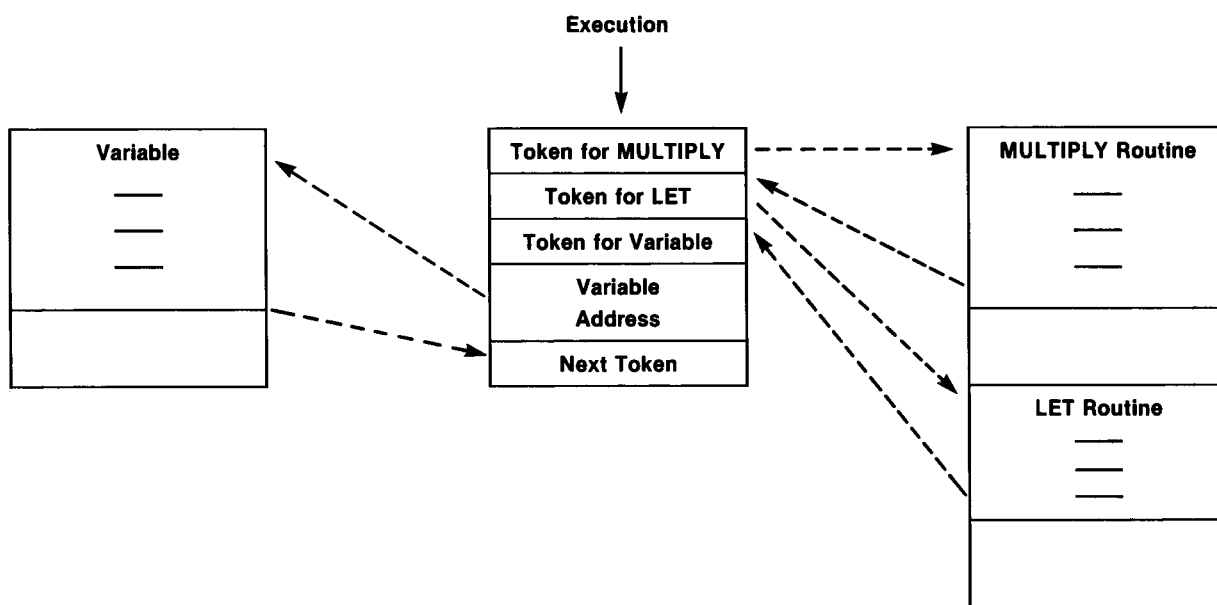 Execution
Variable
Token for MULTIPLY
Token for LET
Token for Variable
Variable
Address
Next Token
MULTIPLY Routine
LET Routine